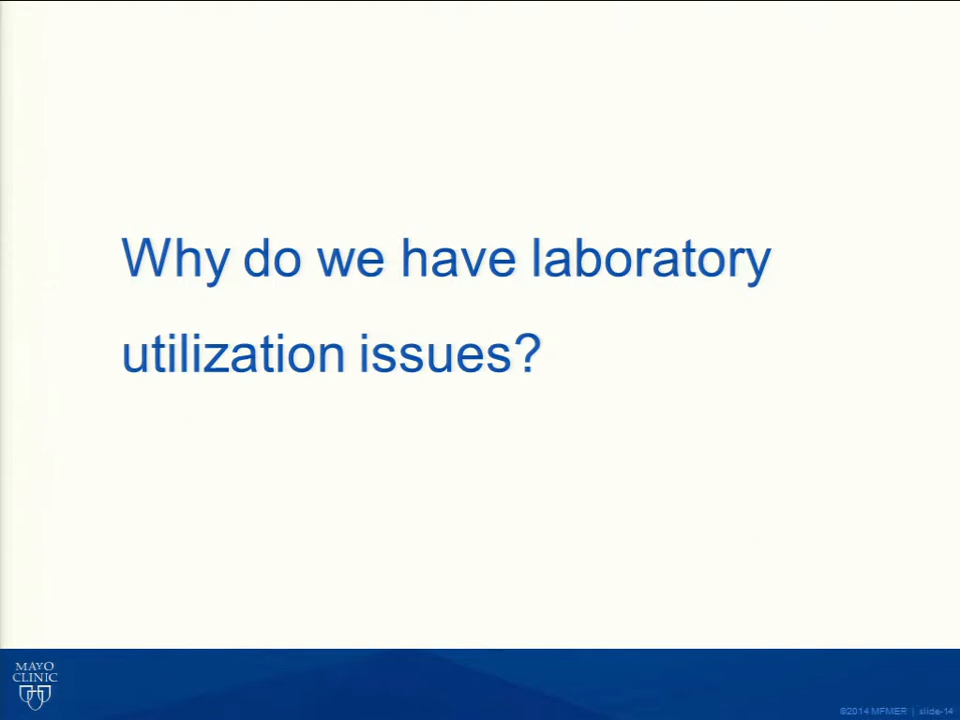 Why do we have laboratory
utilization issues?
MAYO
CLINIC
©2014 MFMER | slide-14